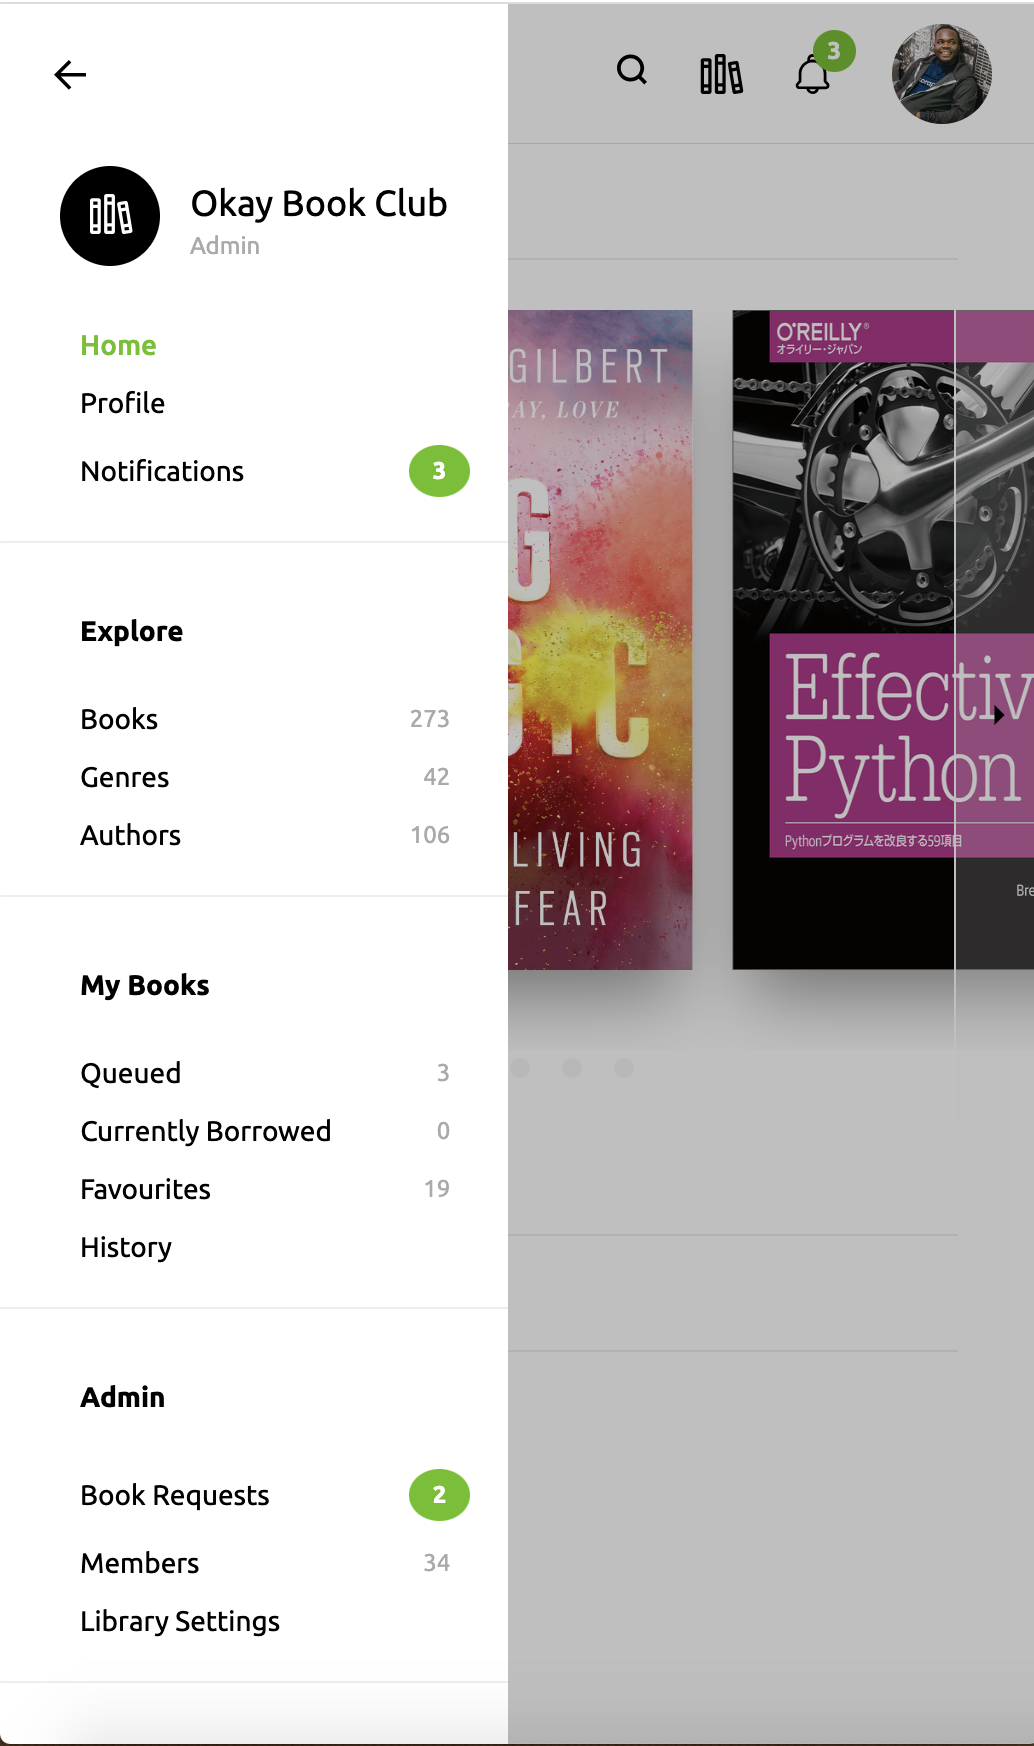 3
Okay Book Club
Admin
Home
Profile
Notifications 3
Explore
Books 273
Genres 42
Authors 106
My Books
Queued 3
Currently Borrowed 0
Favourites 19
History
Admin
Book Requests 2
Members 34
Library Settings
GILBERT
AY, LOVE
G
GIC
LIVING
FEAR
O'REILLY®
オライリー・ジャパン
Effectiv
Python
Pythonプログラムを改良する59項目
Bre